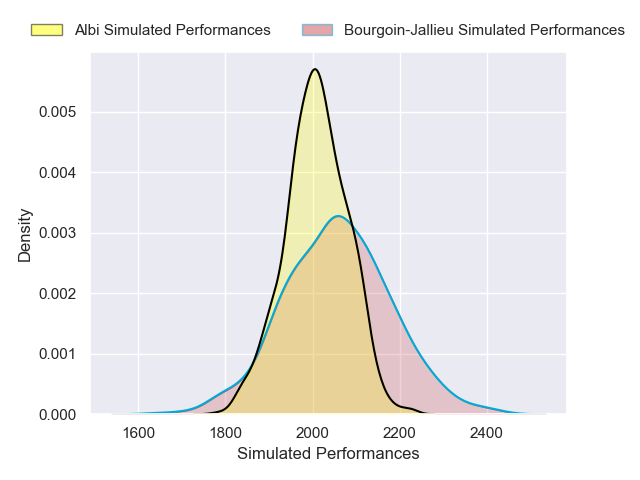 Albi Simulated Performances
Bourgoin-Jallieu Simulated Performances
Density
0.005
0.004
0.003
0.002
0.001
0.000
1600
1800
2000
2200
2400
Simulated Performances